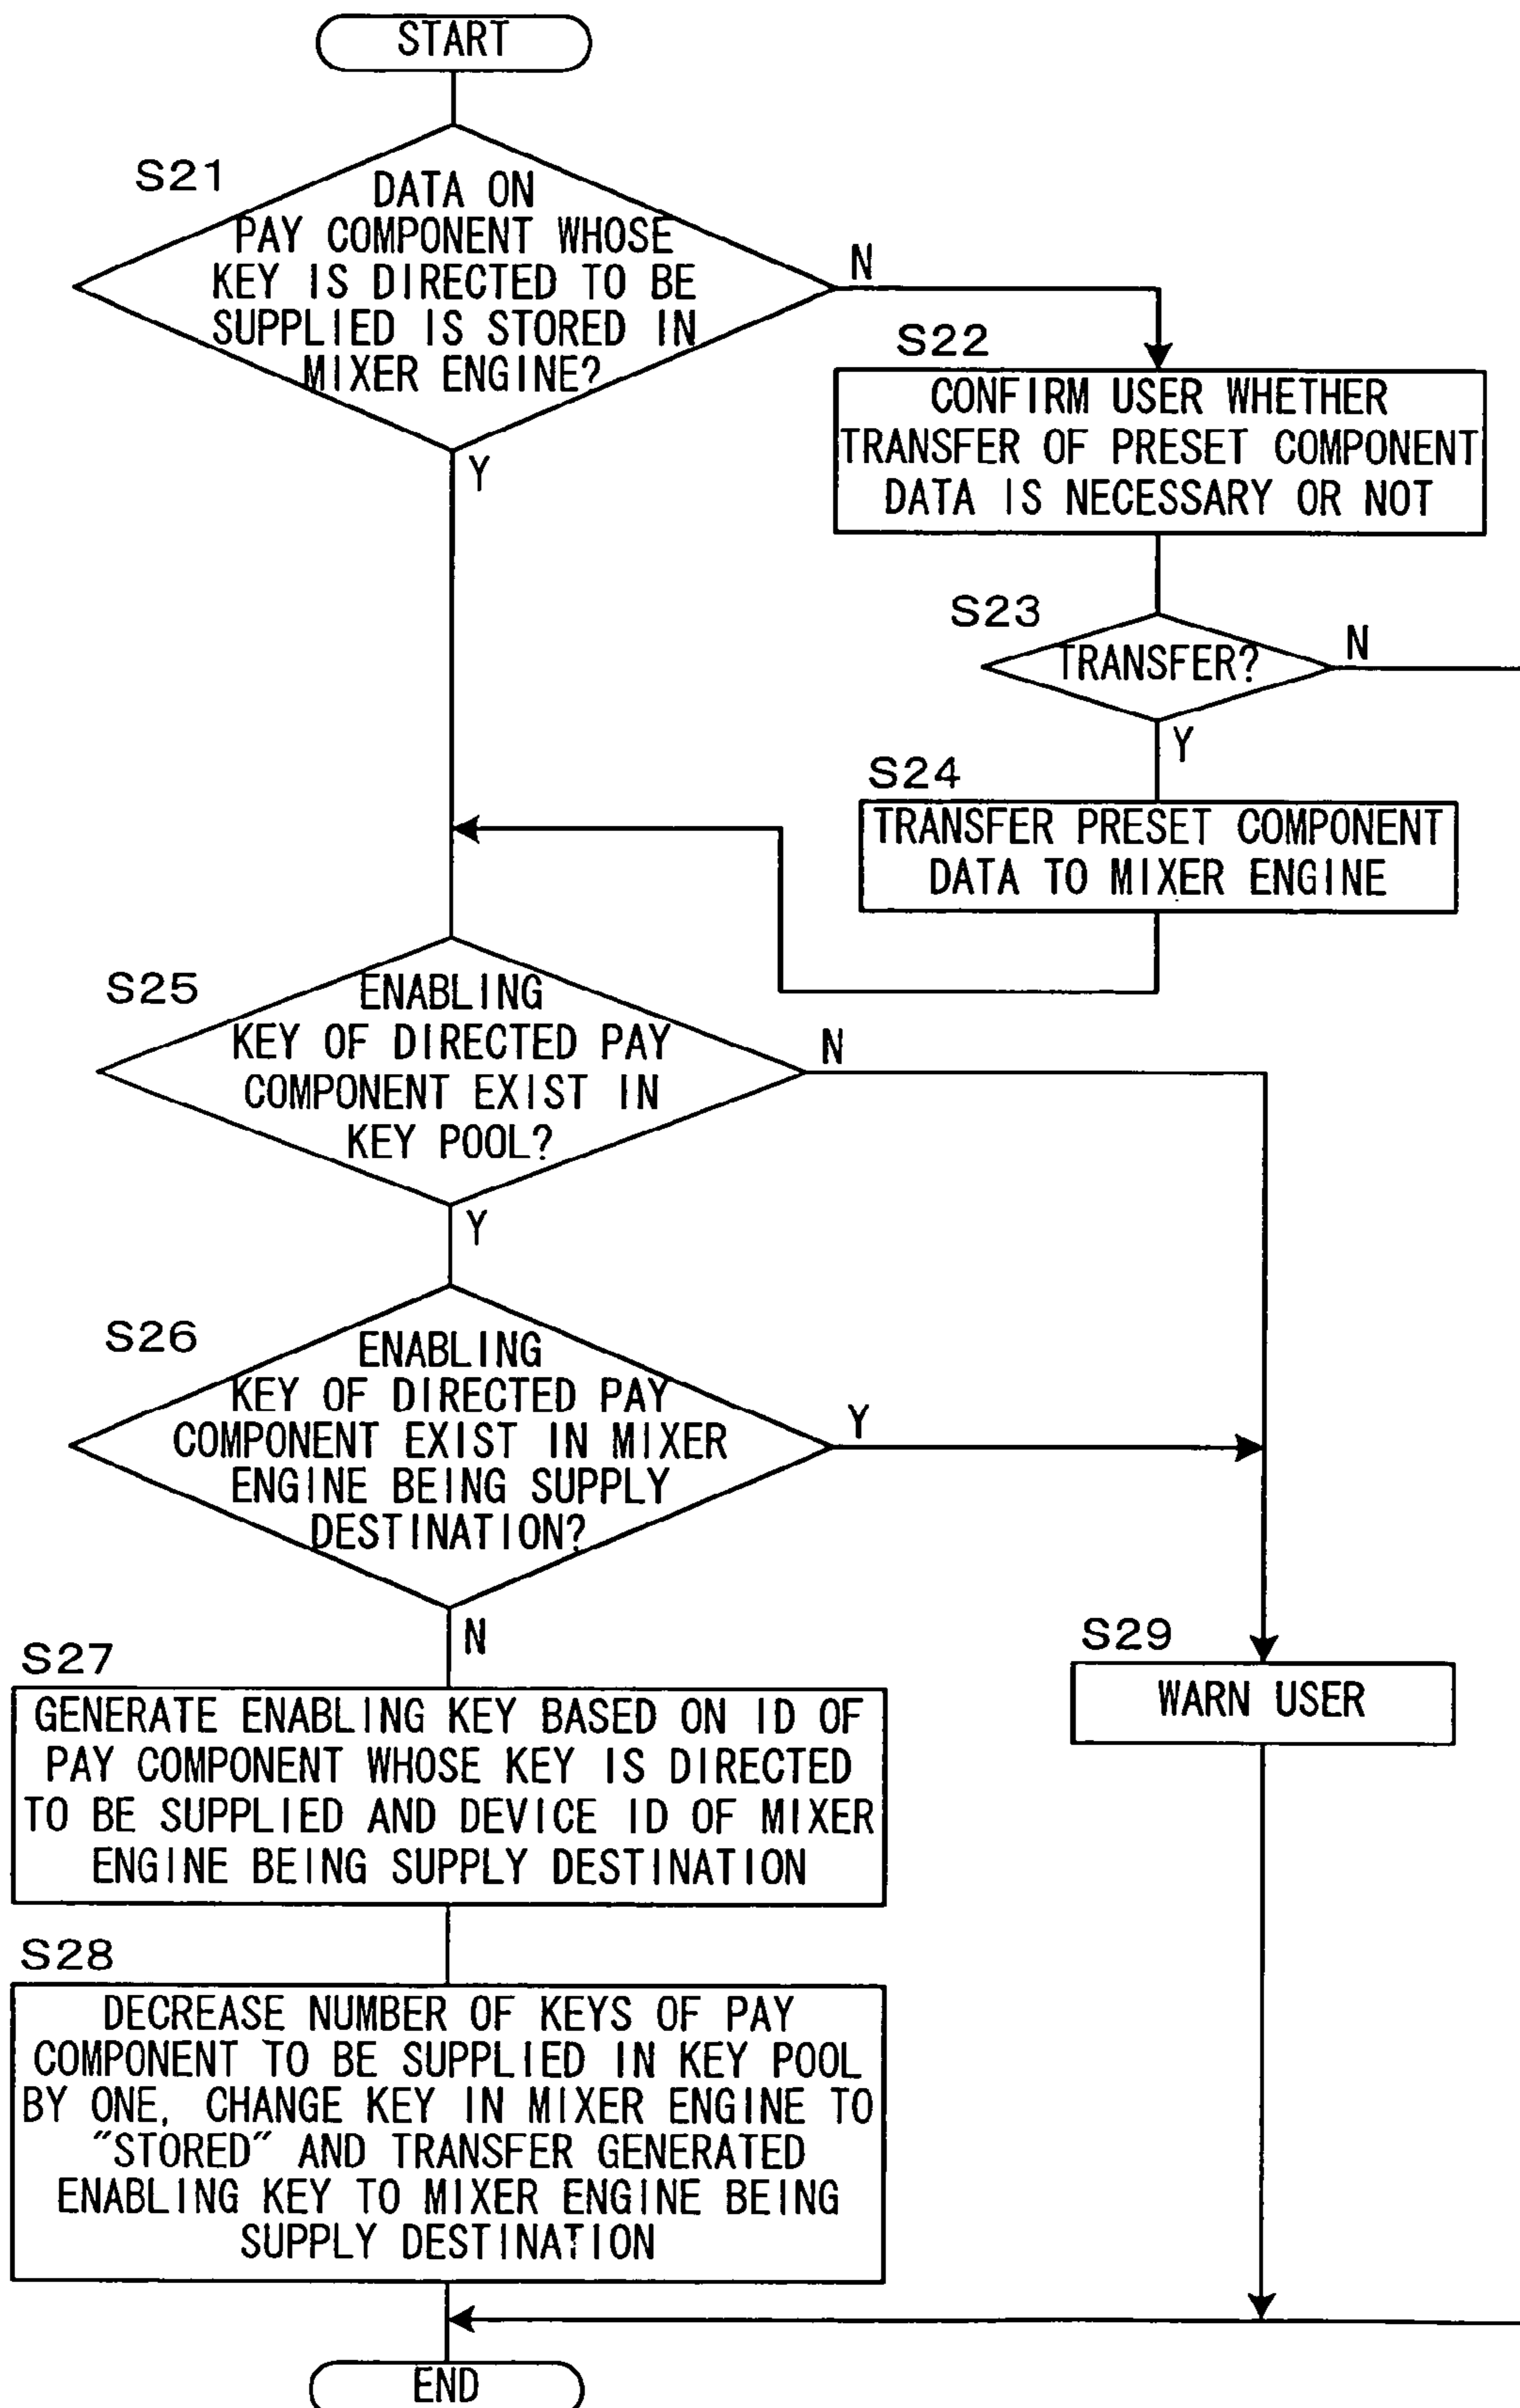 START
S21
DATA ON
PAY COMPONENT WHOSE
KEY IS DIRECTED TO BE
SUPPLIED IS STORED IN
MIXER ENGINE?
N
Y
S22
CONFIRM USER WHETHER
TRANSFER OF PRESET COMPONENT
DATA IS NECESSARY OR NOT
S23
TRANSFER?
N
Y
S24
TRANSFER PRESET COMPONENT
DATA TO MIXER ENGINE
S25
ENABLING
KEY OF DIRECTED PAY
COMPONENT EXIST IN
KEY POOL?
N
Y
S26
ENABLING
KEY OF DIRECTED PAY
COMPONENT EXIST IN MIXER
ENGINE BEING SUPPLY
DESTINATION?
Y
N
S27
GENERATE ENABLING KEY BASED ON ID OF
PAY COMPONENT WHOSE KEY IS DIRECTED
TO BE SUPPLIED AND DEVICE ID OF MIXER
ENGINE BEING SUPPLY DESTINATION
S29
WARN USER
S28
DECREASE NUMBER OF KEYS OF PAY
COMPONENT TO BE SUPPLIED IN KEY POOL
BY ONE, CHANGE KEY IN MIXER ENGINE TO
"STORED" AND TRANSFER GENERATED
ENABLING KEY TO MIXER ENGINE BEING
SUPPLY DESTINATION
END